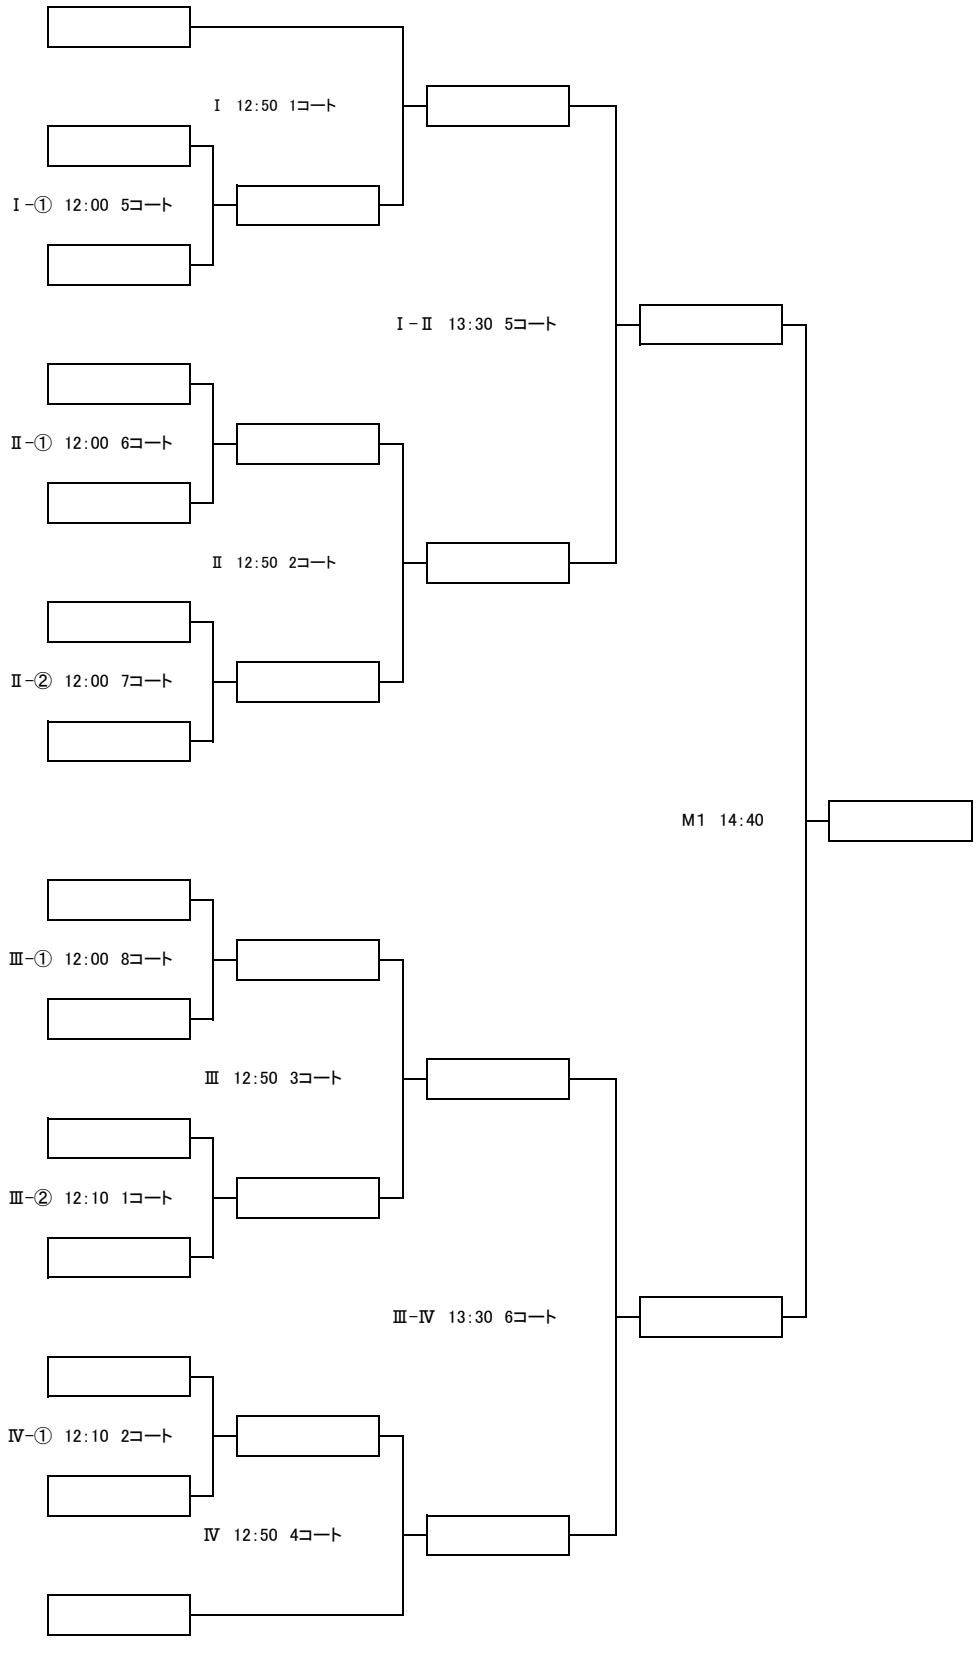 Ⅰ 12:50 1コート
Ⅰ-① 12:00 5コート
Ⅰ-Ⅱ 13:30 5コート
Ⅱ-① 12:00 6コート
Ⅱ 12:50 2コート
Ⅱ-② 12:00 7コート
M1 14:40
Ⅲ-① 12:00 8コート
Ⅲ 12:50 3コート
Ⅲ-② 12:10 1コート
Ⅲ-Ⅳ 13:30 6コート
Ⅳ-① 12:10 2コート
Ⅳ 12:50 4コート